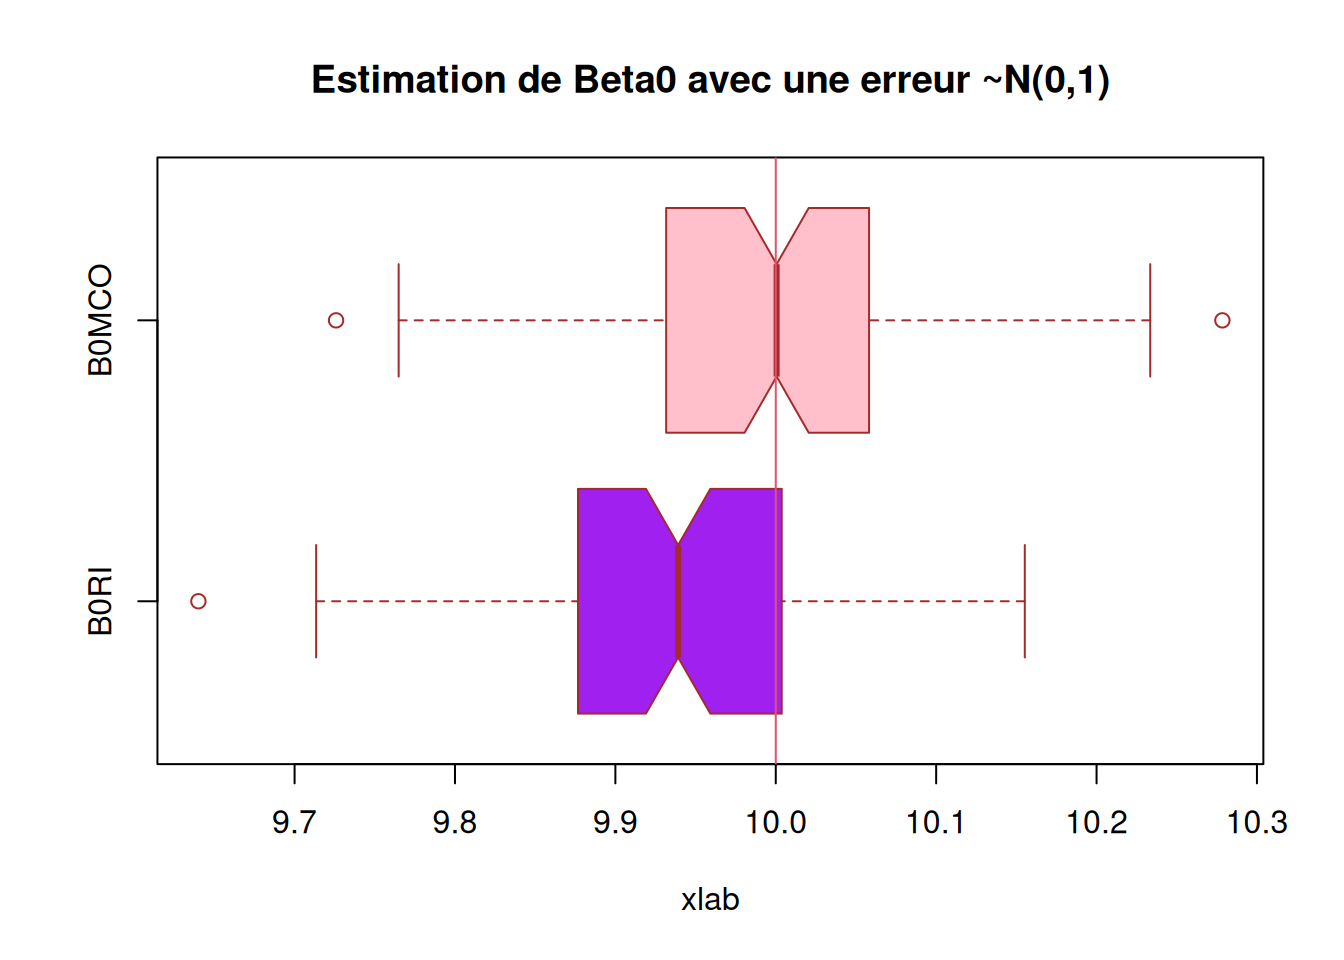 Estimation de Beta0 avec une erreur ~N(0,1)
B0MCO
B0RI
9.7 9.8 9.9 10.0 10.1 10.2 10.3
xlab